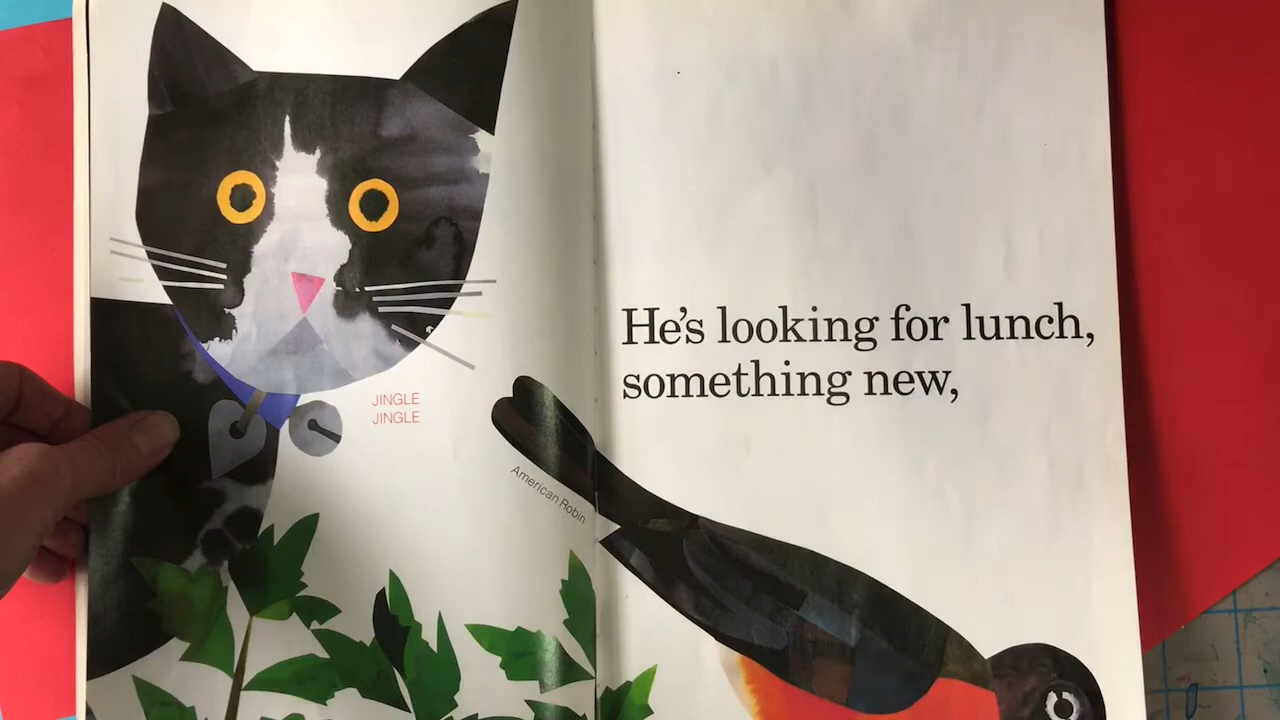 JINGLE
JINGLE
American Robin
He's looking for lunch,
something new,